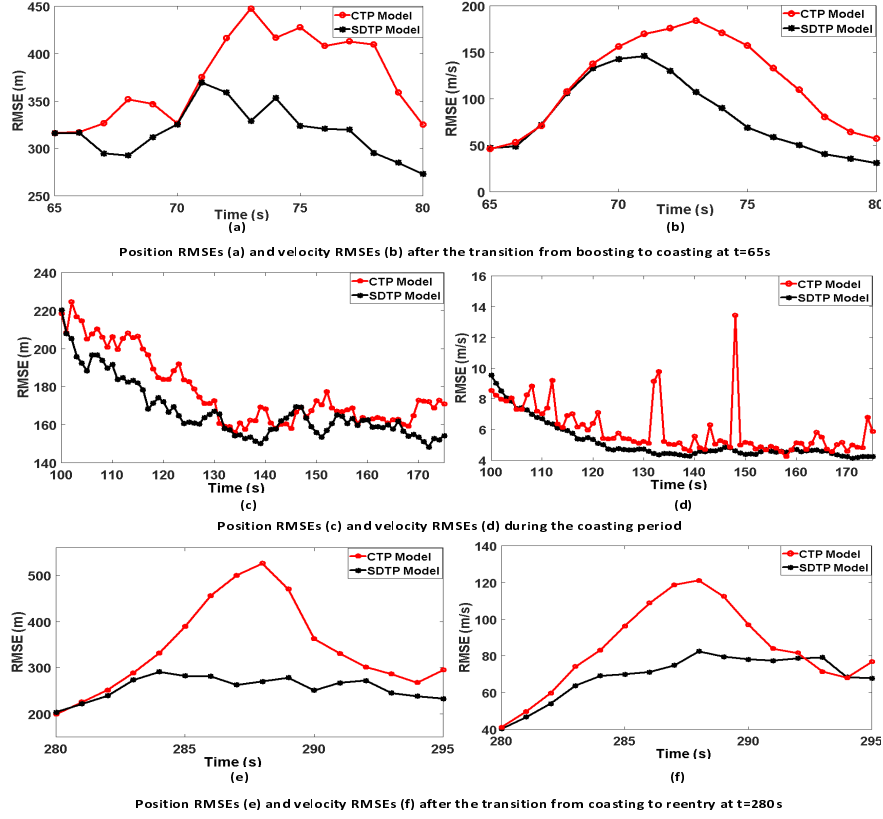 CTP Model
SDTP Model
450
400
350
300
250
RMSE (m)
65
70
75
80
Time (s)
(a)
CTP Model
SDTP Model
200
150
100
50
0
RMSE (m/s)
65
70
75
80
Time (s)
(b)
Position RMSEs (a) and velocity RMSEs (b) after the transition from boosting to coasting at t=65s
CTP Model
SDTP Model
240
220
200
180
160
140
RMSE (m)
100 110 120 130 140 150 160 170
Time (s)
(c)
CTP Model
SDTP Model
16
14
12
10
8
6
4
RMSE (m/s)
100 110 120 130 140 150 160 170
Time (s)
(d)
Position RMSEs (c) and velocity RMSEs (d) during the coasting period
CTP Model
SDTP Model
500
400
300
200
RMSE (m)
280 285 290 295
Time (s)
(e)
CTP Model
SDTP Model
140
120
100
80
60
40
RMSE (m/s)
280 285 290 295
Time (s)
(f)
Position RMSEs (e) and velocity RMSEs (f) after the transition from coasting to reentry at t=280s